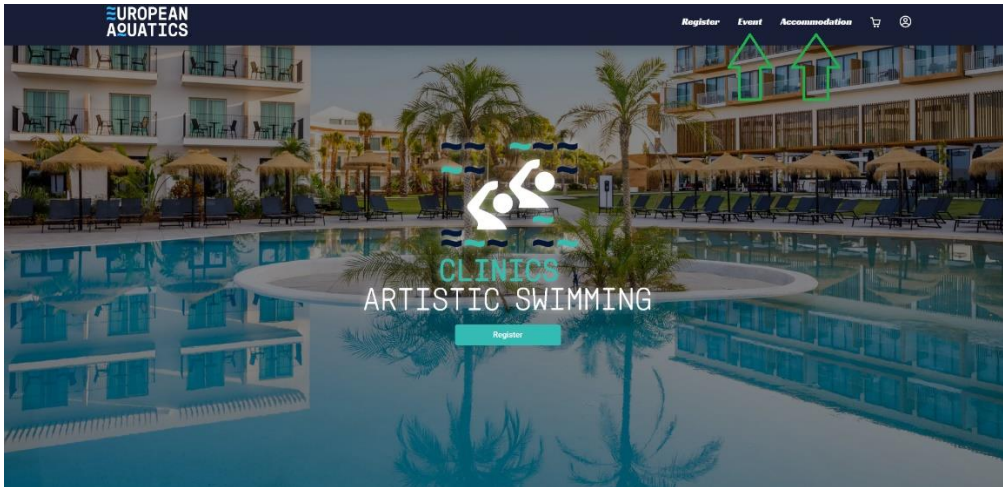 EUROPEAN
AQUATICS
Register Event Accommodation
CLINICS
ARTISTIC SWIMMING
Register